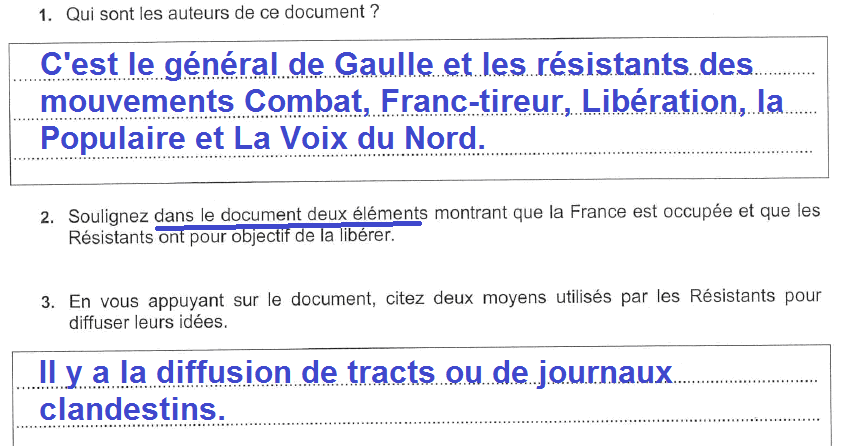 1. Qui sont les auteurs de ce document ?
C'est le général de Gaulle et les résistants des
mouvements Combat, Franc-tireur, Libération, la
Populaire et La Voix du Nord.
2. Soulignez dans le document deux éléments montrant que la France est occupée et que les
Résistants ont pour objectif de la libérer.
3. En vous appuyant sur le document, citez deux moyens utilisés par les Résistants pour
diffuser leurs idées.
Il y a la diffusion de tracts ou de journaux
clandestins.